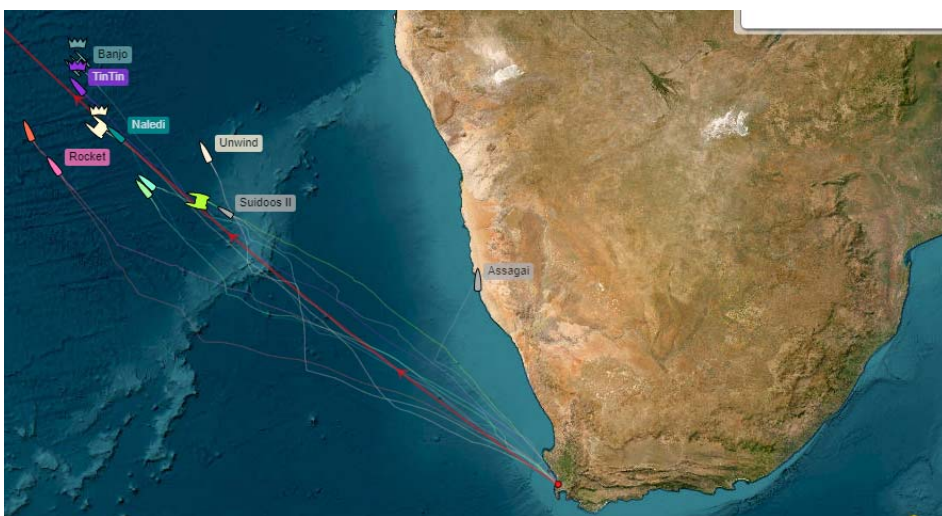 Banjo
TinTin
Naledi
Rocket
Unwind
Suidoos II
Assagai